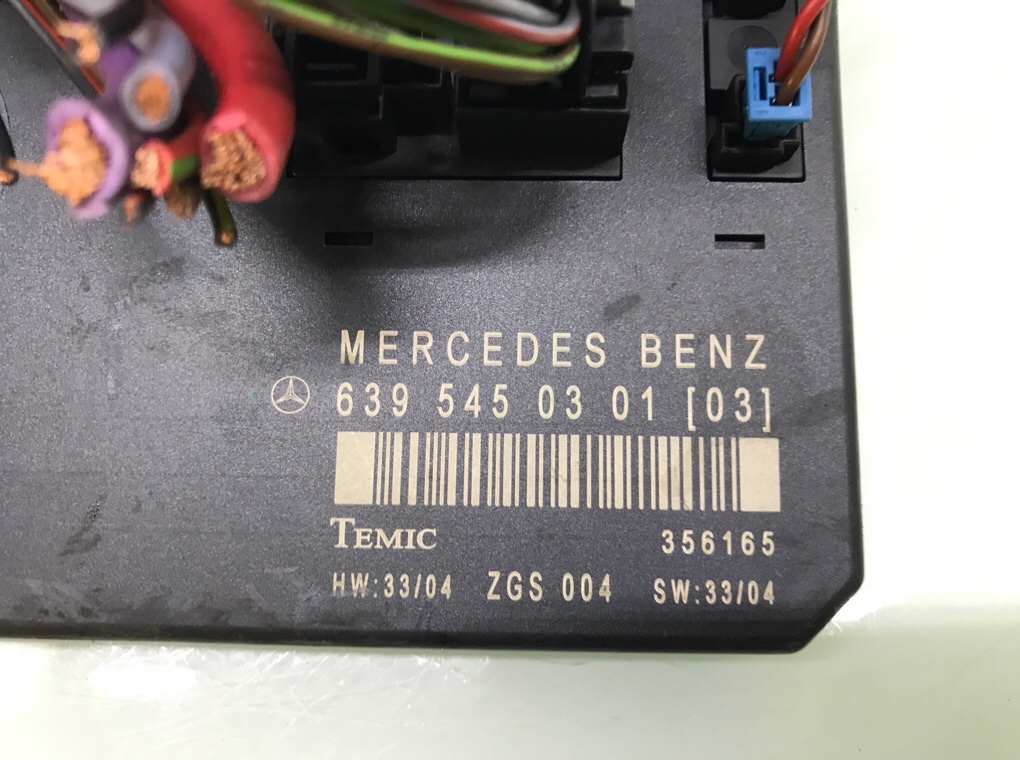 MERCEDES BENZ
639 545 03 01 [03]
TEMIC 356165
HW:33/04 ZGS 004 SW:33/04